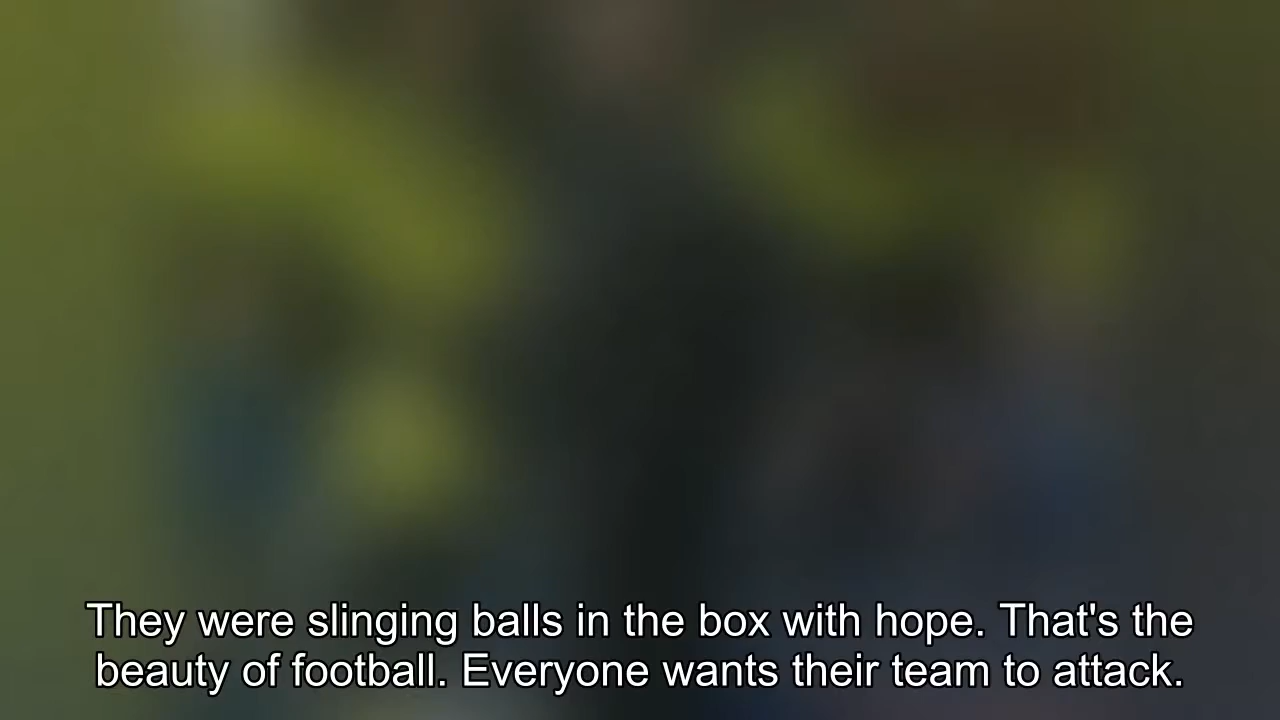 They were slinging balls in the box with hope. That's the
beauty of football. Everyone wants their team to attack.